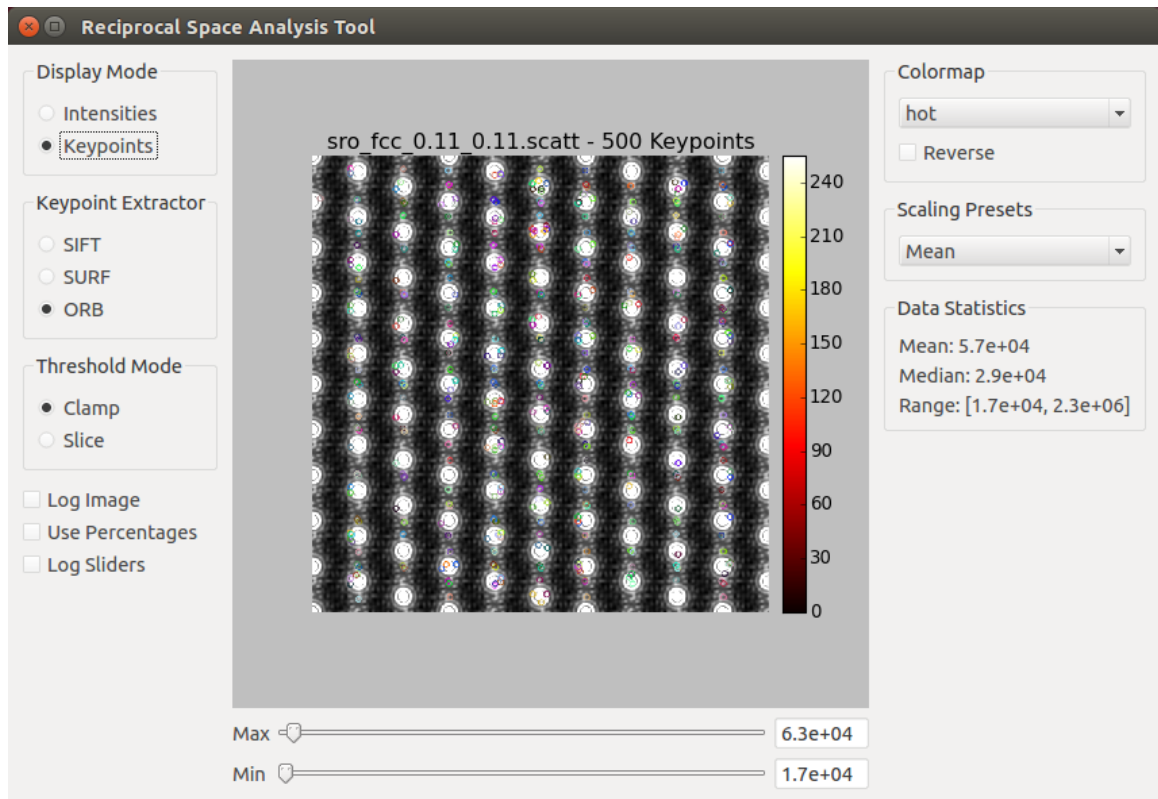 Reciprocal Space Analysis Tool
Display Mode
Intensities
Keypoints
Keypoint Extractor
SIFT
SURF
ORB
Threshold Mode
Clamp
Slice
Log Image
Use Percentages
Log Sliders
sro_fcc_0.11_0.11.scatt - 500 Keypoints
240
210
180
150
120
90
60
30
0
Max
6.3e+04
Min
1.7e+04
Colormap
hot
Reverse
Scaling Presets
Mean
Data Statistics
Mean: 5.7e+04
Median: 2.9e+04
Range: [1.7e+04, 2.3e+06]